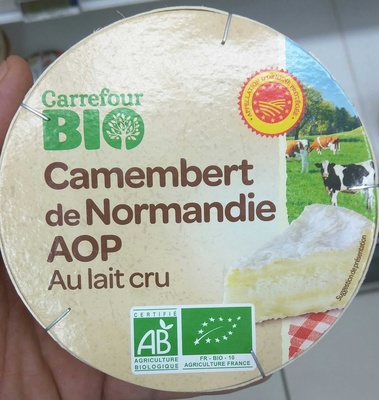 Carrefour
BIO
APPELLATION D'ORIGINE PROTÉGÉE
Camembert
de Normandie
AOP
Au lait cru
Suggestion de présentation
CERTIFIÉ
AB
AGRICULTURE
BIOLOGIQUE
FR - BIO - 10
AGRICULTURE FRANCE